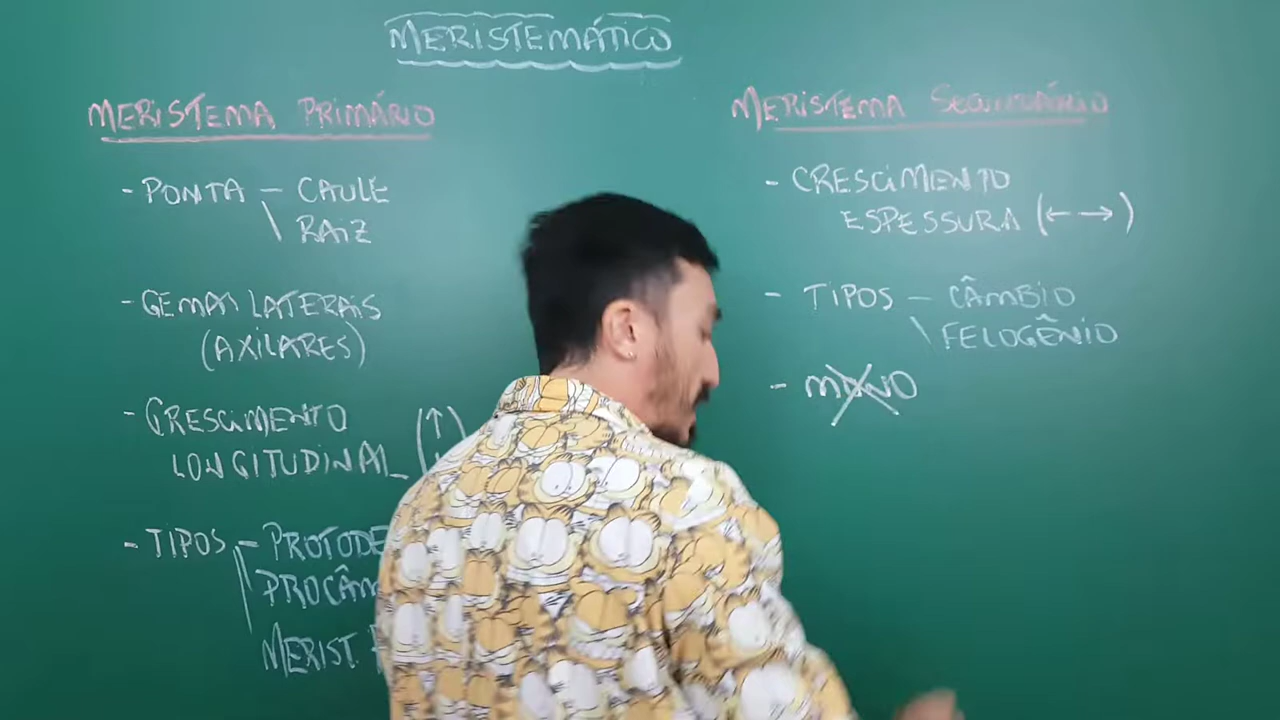 MERISTEMÁTICO
MERISTEMA PRIMÁRIO
- PONTA - CAULE
\ RAIZ
- GEMAS LATERAIS
(AXILARES)
- CRESCIMENTO
LONGITUDINAL (↑
- TIPOS - PROTODE
PROCÂM
MERIST.
MERISTEMA SECUNDÁRIO
- CRESCIMENTO
ESPESSURA (←→)
- TIPOS - CÂMBIO
\ FELOGÊNIO